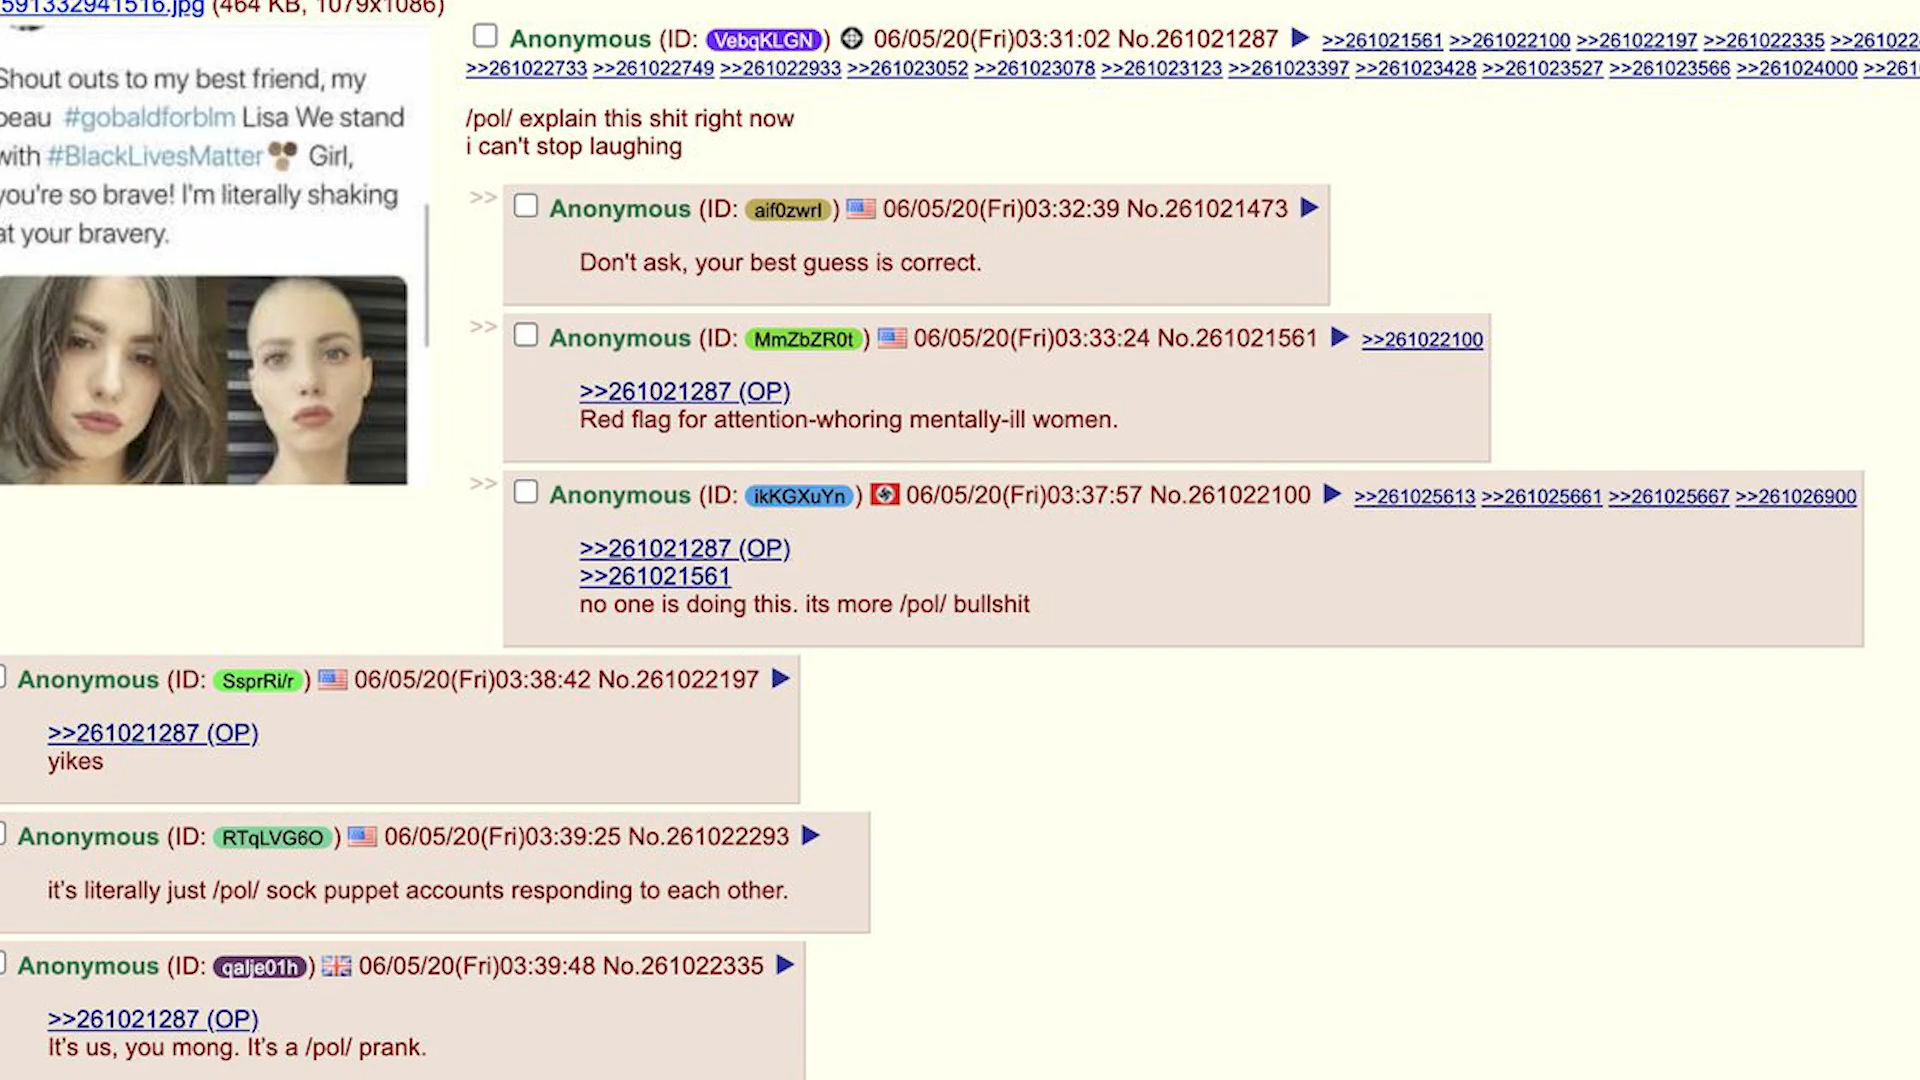 591332941516.jpg (464 KB, 1079x1086)
Shout outs to my best friend, my
beau #gobaldforblm Lisa We stand
with #BlackLivesMatter Girl,
you're so brave! I'm literally shaking
at your bravery.
Anonymous (ID: VebqKLGN) 06/05/20(Fri)03:31:02 No.261021287 ▶ >>261021561 >>261022100 >>261022197 >>261022335 >>261022
>>261022733 >>261022749 >>261022933 >>261023052 >>261023078 >>261023123 >>261023397 >>261023428 >>261023527 >>261023566 >>261024000 >>261
/pol/ explain this shit right now
i can't stop laughing
>> Anonymous (ID: aif0zwrI) 06/05/20(Fri)03:32:39 No.261021473 ▶
Don't ask, your best guess is correct.
>> Anonymous (ID: MmZbZR0t) 06/05/20(Fri)03:33:24 No.261021561 ▶ >>261022100
>>261021287 (OP)
Red flag for attention-whoring mentally-ill women.
>> Anonymous (ID: ikKGXuYn) 06/05/20(Fri)03:37:57 No.261022100 ▶ >>261025613 >>261025661 >>261025667 >>261026900
>>261021287 (OP)
>>261021561
no one is doing this. its more /pol/ bullshit
Anonymous (ID: SsprRi/r) 06/05/20(Fri)03:38:42 No.261022197 ▶
>>261021287 (OP)
yikes
Anonymous (ID: RTqLVG6O) 06/05/20(Fri)03:39:25 No.261022293 ▶
it's literally just /pol/ sock puppet accounts responding to each other.
Anonymous (ID: qalje01h) 06/05/20(Fri)03:39:48 No.261022335 ▶
>>261021287 (OP)
It's us, you mong. It's a /pol/ prank.